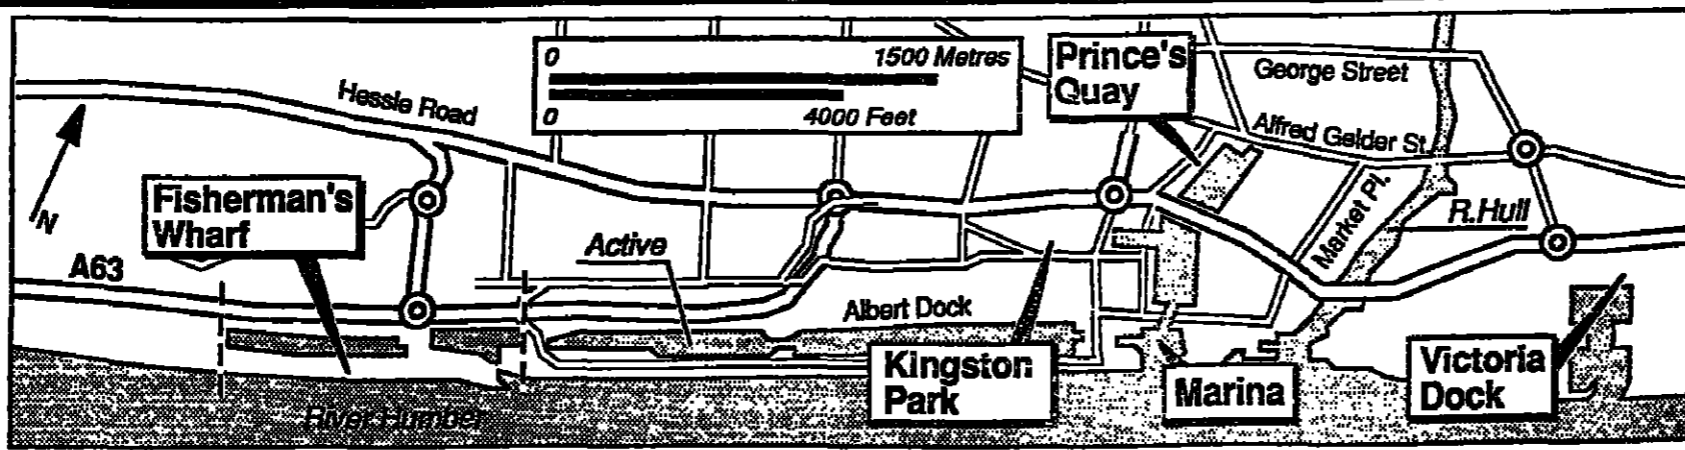 0 1500 Metres
0 4000 Feet
Prince's
Quay
George Street
Alfred Gelder St.
Hessle Road
N
Fisherman's
Wharf
A63
Active
Albert Dock
Market Pl.
R.Hull
Kingston
Park
Marina
Victoria
Dock
River Humber